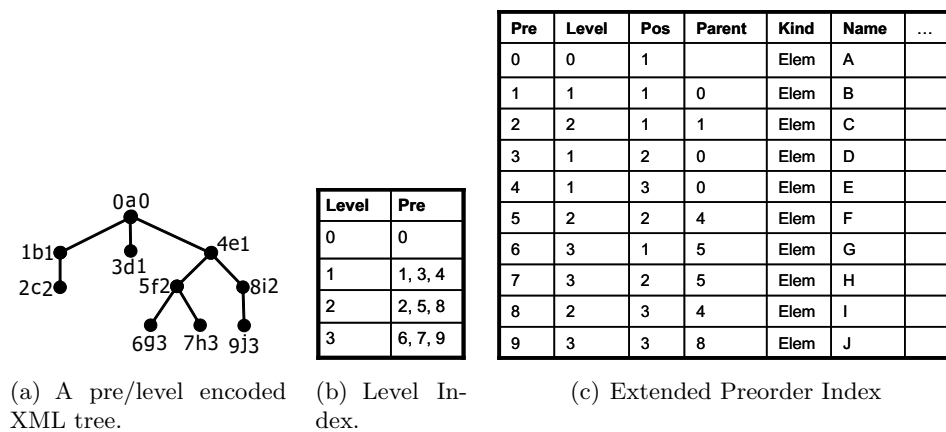 0a0
1b1
3d1
4e1
2c2
5f2
8i2
6g3 7h3 9j3
(a) A pre/level encoded
XML tree.
Level Pre
0 0
1 1, 3, 4
2 2, 5, 8
3 6, 7, 9
(b) Level In-
dex.
Pre Level Pos Parent Kind Name ...
0 0 1 Elem A
1 1 1 0 Elem B
2 2 1 1 Elem C
3 1 2 0 Elem D
4 1 3 0 Elem E
5 2 2 4 Elem F
6 3 1 5 Elem G
7 3 2 5 Elem H
8 2 3 4 Elem I
9 3 3 8 Elem J
(c) Extended Preorder Index